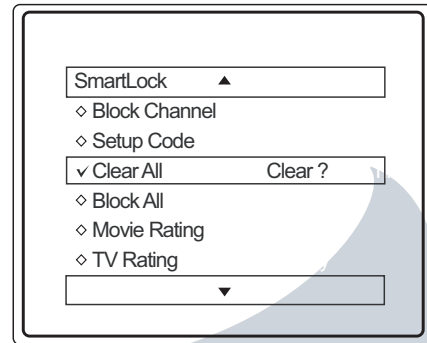 SmartLock ▲
◇ Block Channel
◇ Setup Code
✓ Clear All Clear ?
◇ Block All
◇ Movie Rating
◇ TV Rating
▼